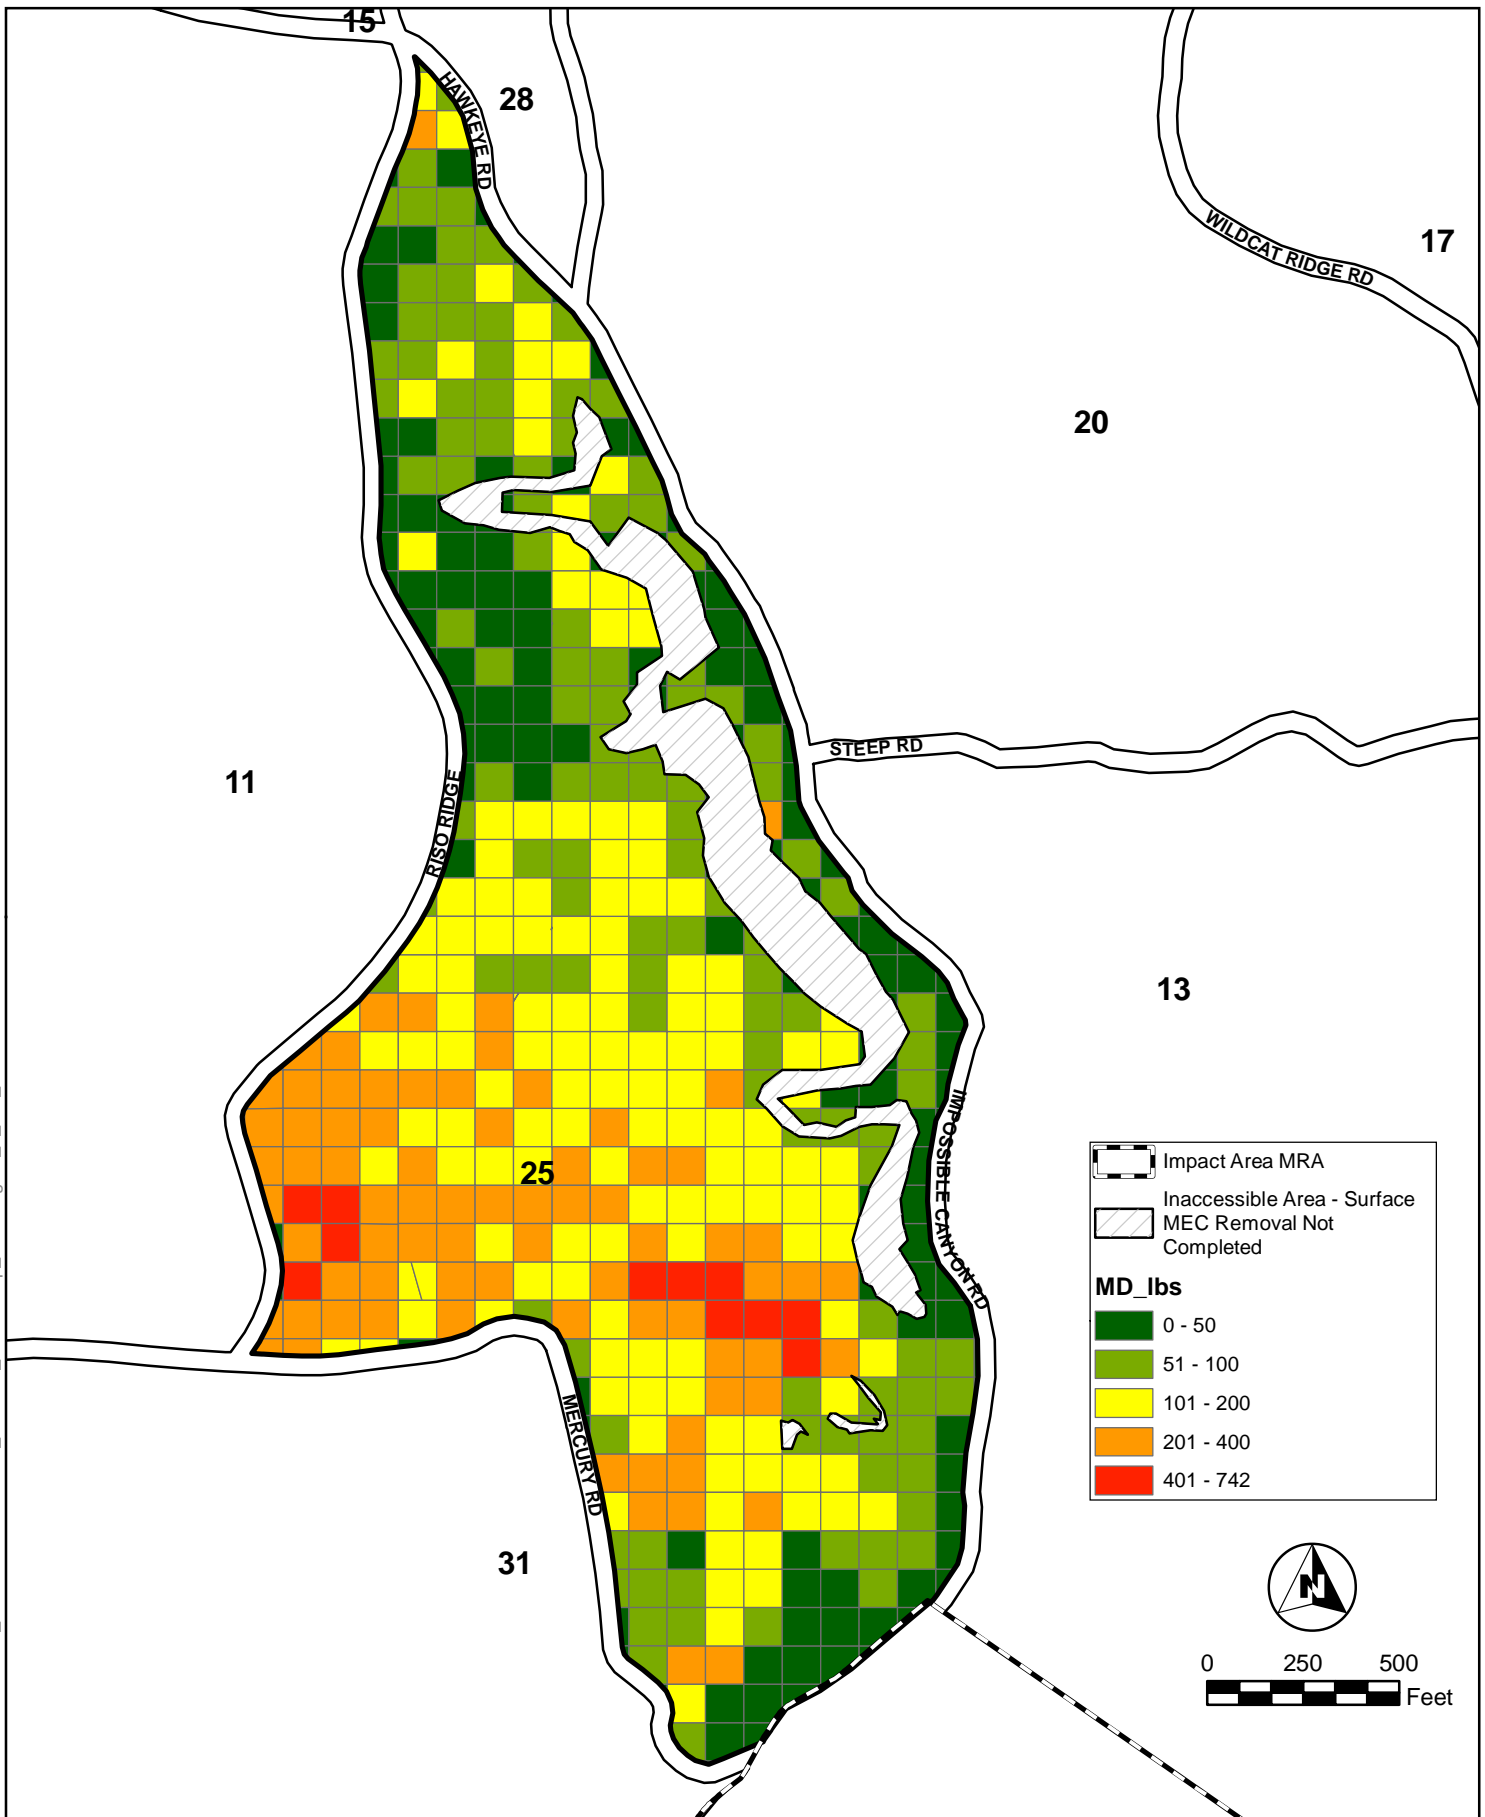 15
28
HAWKEYE RD
WILDCAT RIDGE RD
17
20
STEEP RD
11
RISO RIDGE
13
IMPOSSIBLE CANYON RD
25
Impact Area MRA
Inaccessible Area - Surface
MEC Removal Not
Completed
MD_lbs
0 - 50
51 - 100
101 - 200
201 - 400
401 - 742
MERCURY RD
31
N
0 250 500
Feet